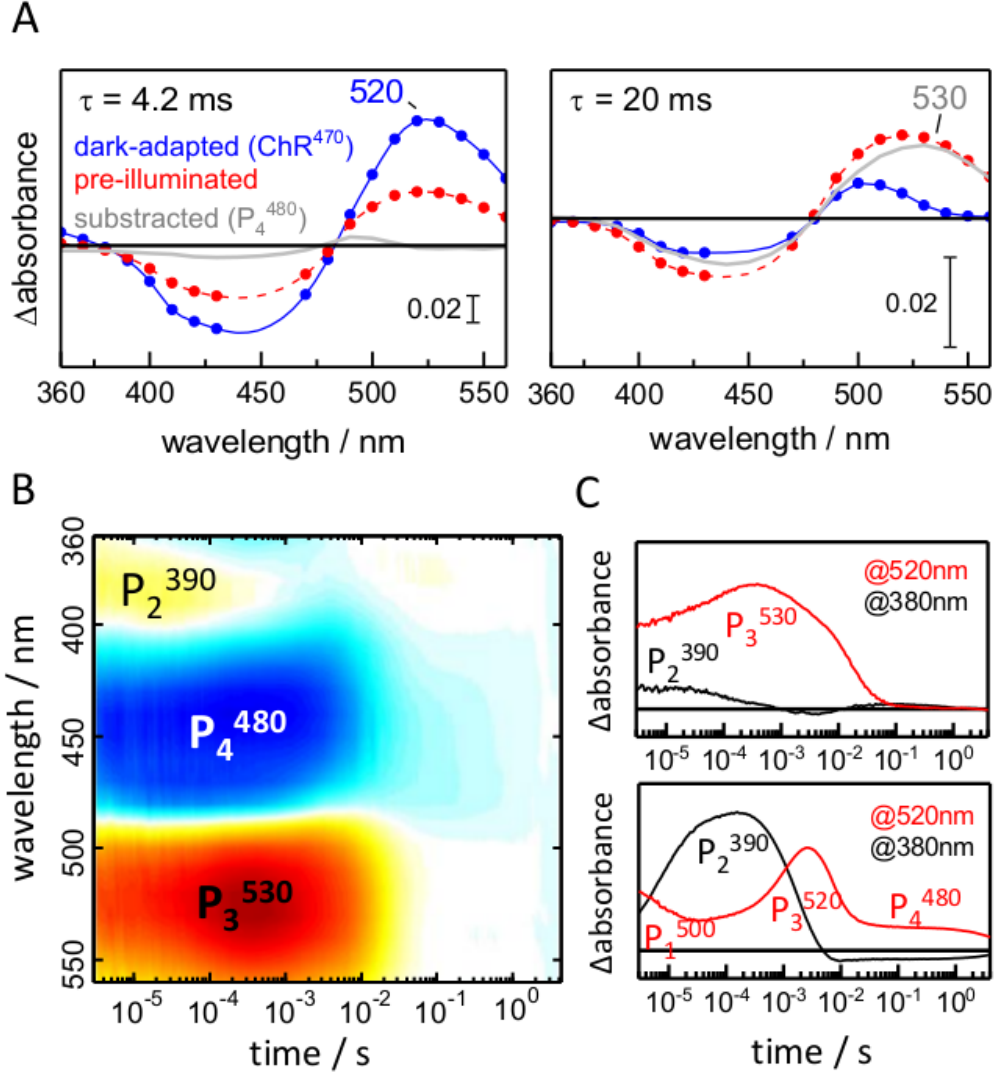 A
τ = 4.2 ms
520
dark-adapted (ChR⁴⁷⁰)
pre-illuminated
substracted (P₄⁴⁸⁰)
0.02
Δabsorbance
360 400 450 500 550
wavelength / nm
τ = 20 ms
530
0.02
360 400 450 500 550
wavelength / nm
B
P₂³⁹⁰
P₄⁴⁸⁰
P₃⁵³⁰
wavelength / nm
360
400
450
500
550
10⁻⁵ 10⁻⁴ 10⁻³ 10⁻² 10⁻¹ 10⁰
time / s
C
@520nm
@380nm
P₃⁵³⁰
P₂³⁹⁰
Δabsorbance
10⁻⁵ 10⁻⁴ 10⁻³ 10⁻² 10⁻¹ 10⁰
@520nm
@380nm
P₂³⁹⁰
P₁⁵⁰⁰
P₃⁵²⁰
P₄⁴⁸⁰
Δabsorbance
10⁻⁵ 10⁻⁴ 10⁻³ 10⁻² 10⁻¹ 10⁰
time / s